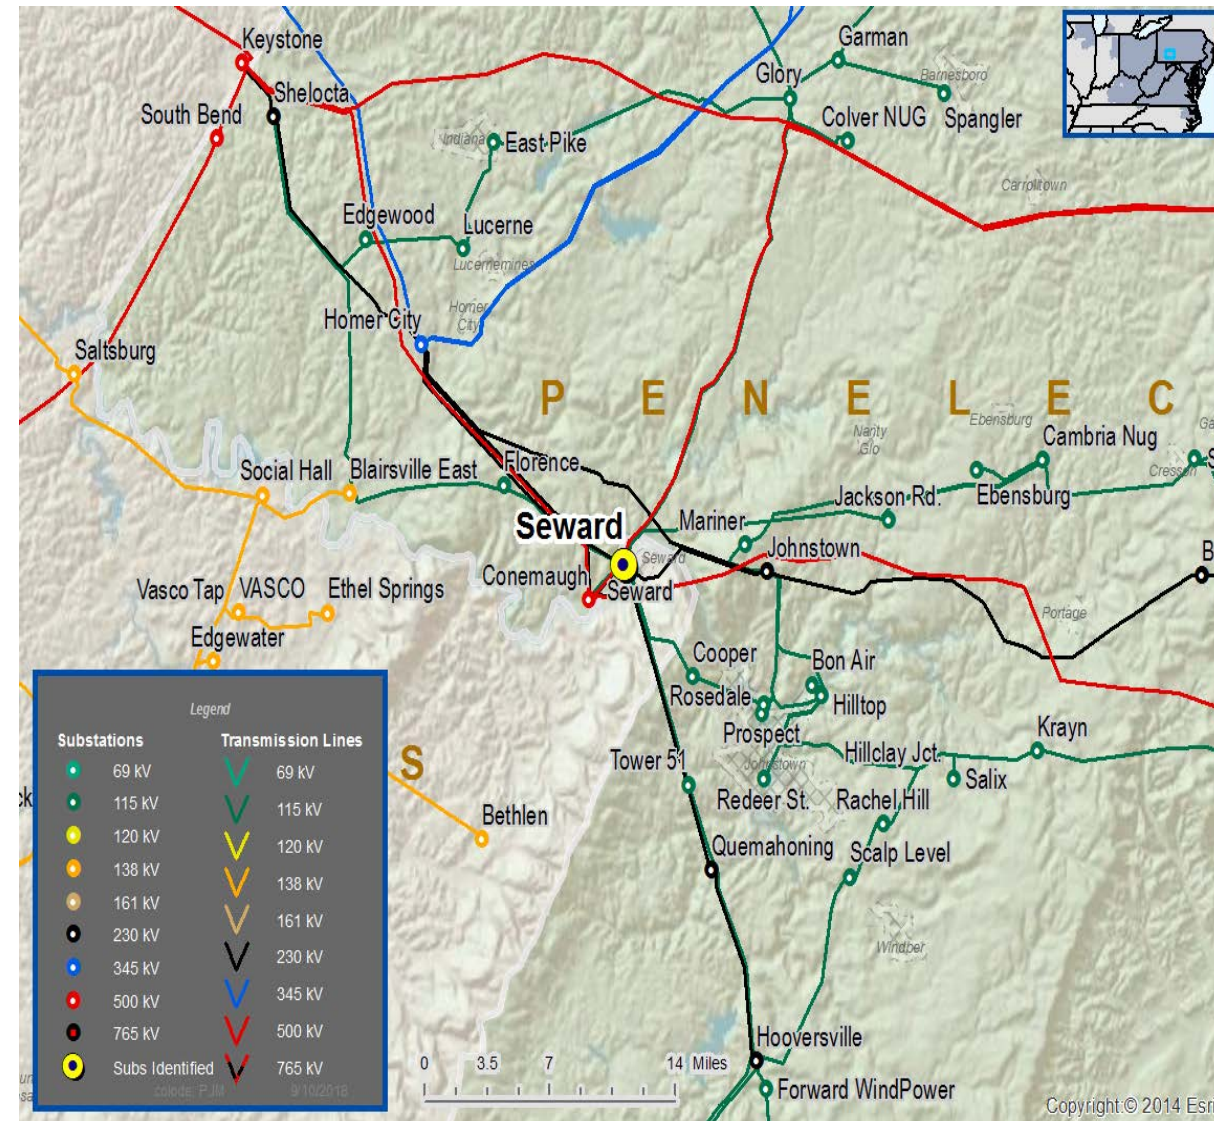 Keystone
Garman
Glory
Barnesboro
Shelocta
South Bend
Colver NUG
Spangler
Indiana
East Pike
Carrolltown
Edgewood
Lucerne
Lucernemines
Homer City
Homer
City
Saltsburg
P E N E L E C
Ebensburg
Cambria Nug
Nanty
Glo
Cresson
Social Hall
Blairsville East
Florence
Ebensburg
Jackson Rd.
Seward
Mariner
Johnstown
Seward
Conemaugh
Seward
Vasco Tap
VASCO
Ethel Springs
Portage
Edgewater
Cooper
Bon Air
Rosedale
Hilltop
Prospect
Krayn
S
Tower 51
Hillclay Jct.
Johnstown
Redeer St.
Rachel Hill
Salix
Bethlen
Quemahoning
Scalp Level
Windber
Hooversville
Forward WindPower
Legend
Substations
69 kV
115 kV
120 kV
138 kV
161 kV
230 kV
345 kV
500 kV
765 kV
Subs Identified
Transmission Lines
69 kV
115 kV
120 kV
138 kV
161 kV
230 kV
345 kV
500 kV
765 kV
9/10/2018
0 3.5 7 14 Miles
Copyright:© 2014 Esri